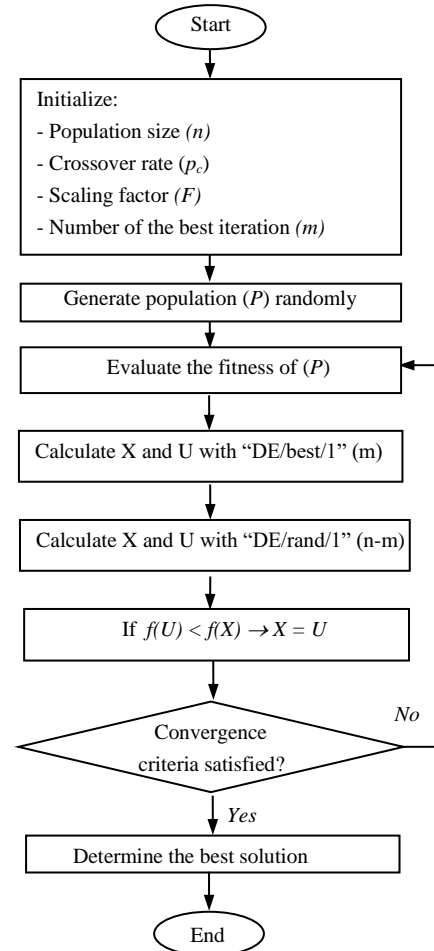 Start
Initialize:
- Population size (n)
- Crossover rate (pc)
- Scaling factor (F)
- Number of the best iteration (m)
Generate population (P) randomly
Evaluate the fitness of (P)
Calculate X and U with “DE/best/1” (m)
Calculate X and U with “DE/rand/1” (n-m)
If f(U) < f(X) → X = U
Convergence
criteria satisfied?
No
Yes
Determine the best solution
End